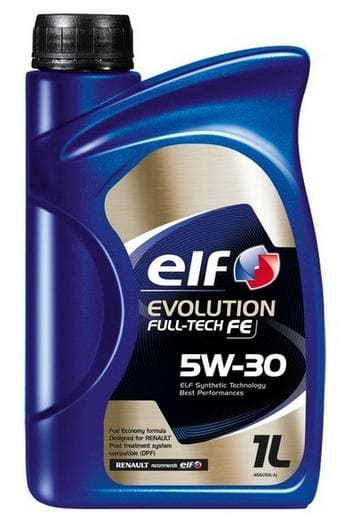 elf
EVOLUTION
FULL-TECH FE
5W-30
ELF Synthetic Technology
Best Performances
Fuel Economy formula
Designed for RENAULT
Post treatment system
compatible (DPF)
RENAULT recommends elf
1L